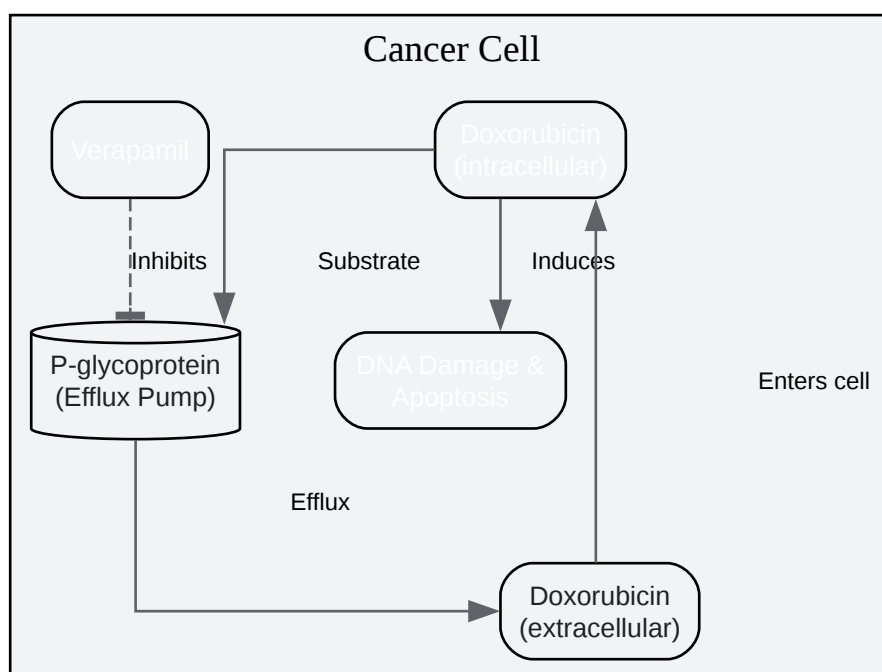 Cancer Cell
Verapamil
Doxorubicin
(intracellular)
Inhibits
Substrate
Induces
P-glycoprotein
(Efflux Pump)
DNA Damage &
Apoptosis
Enters cell
Efflux
Doxorubicin
(extracellular)